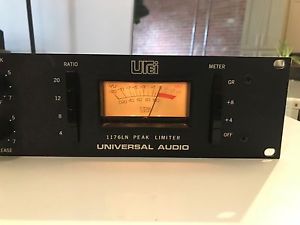 UREI
RATIO
METER
20
12
8
4
GR
+8
+4
OFF
1176LN PEAK LIMITER
UNIVERSAL AUDIO